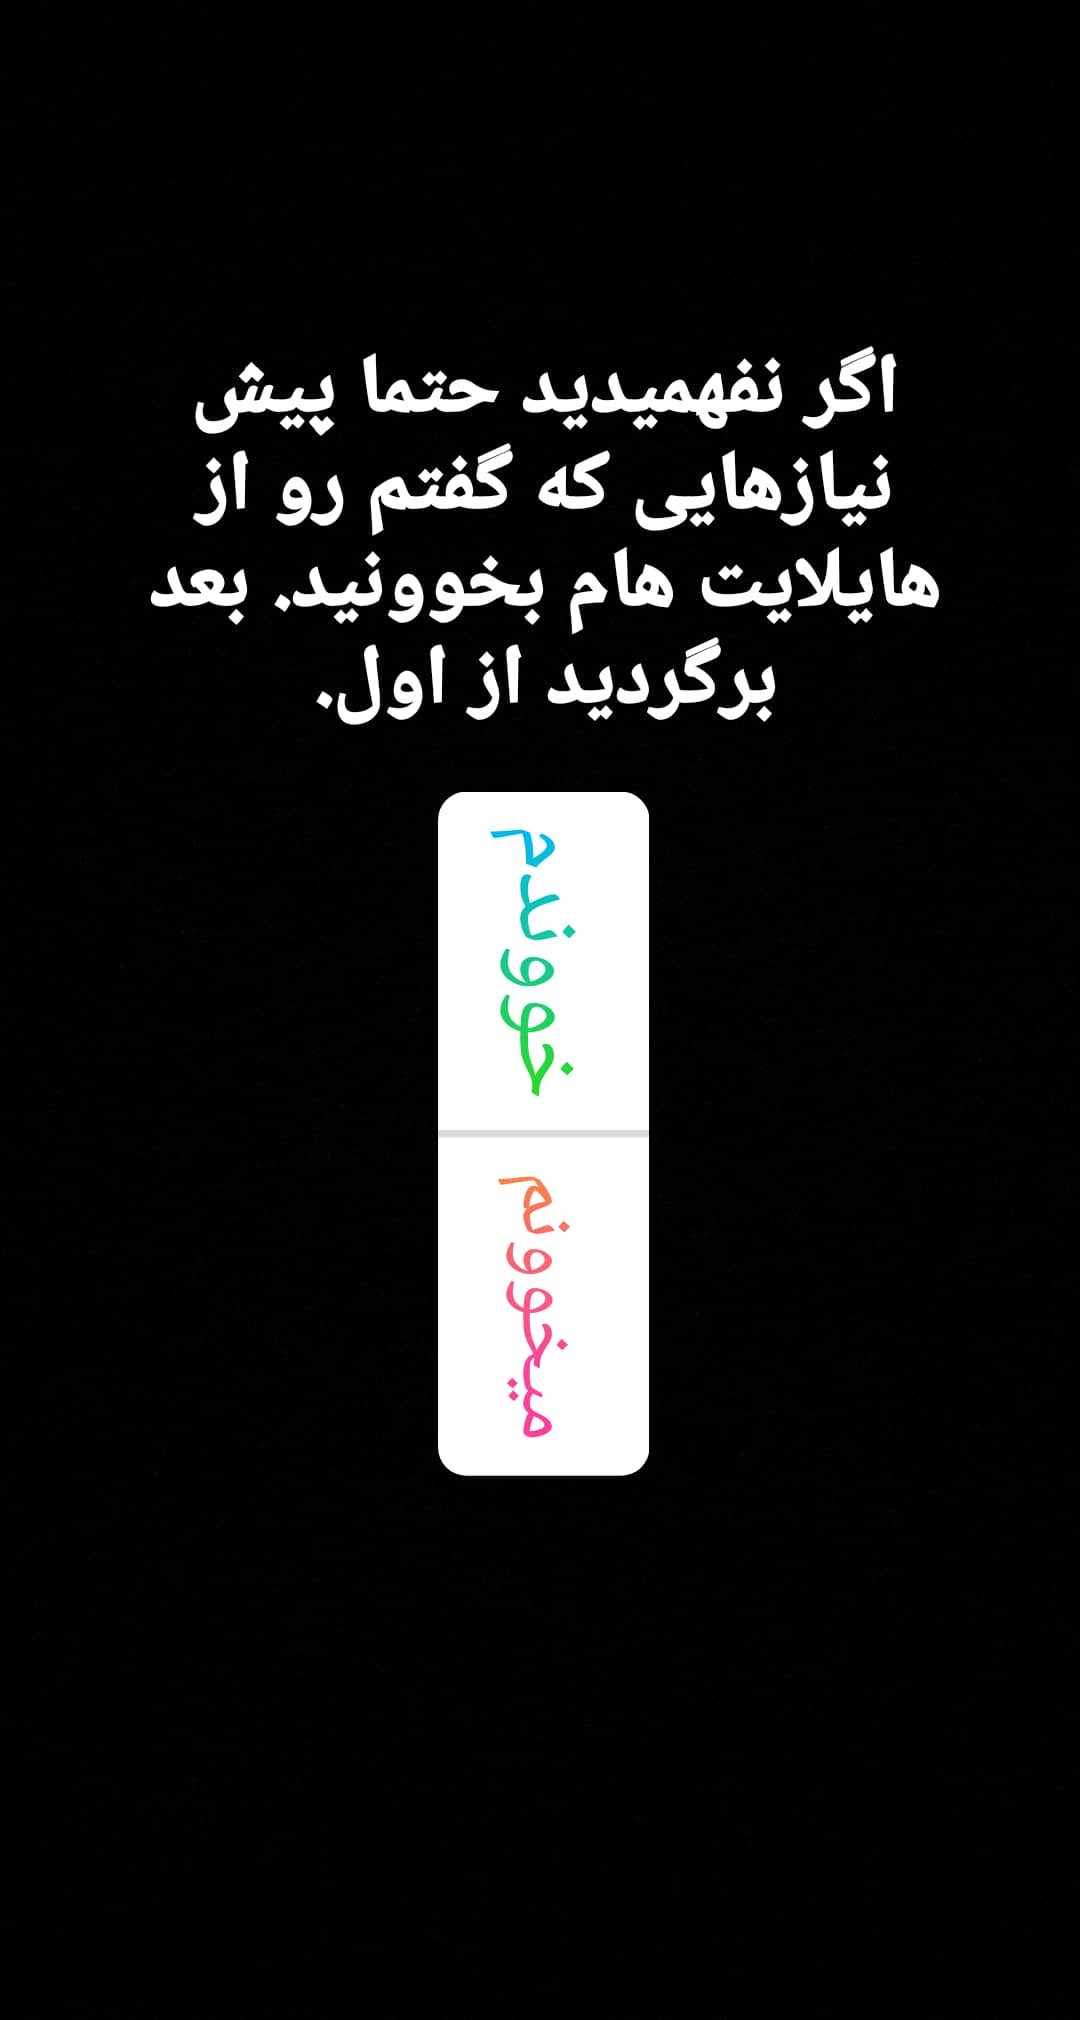 اگر نفهمیدید حتما پیش
نیازهایی که گفتم رو از
هایلایت هام بخوونید. بعد
برگردید از اول.
خووندم
میخوونم